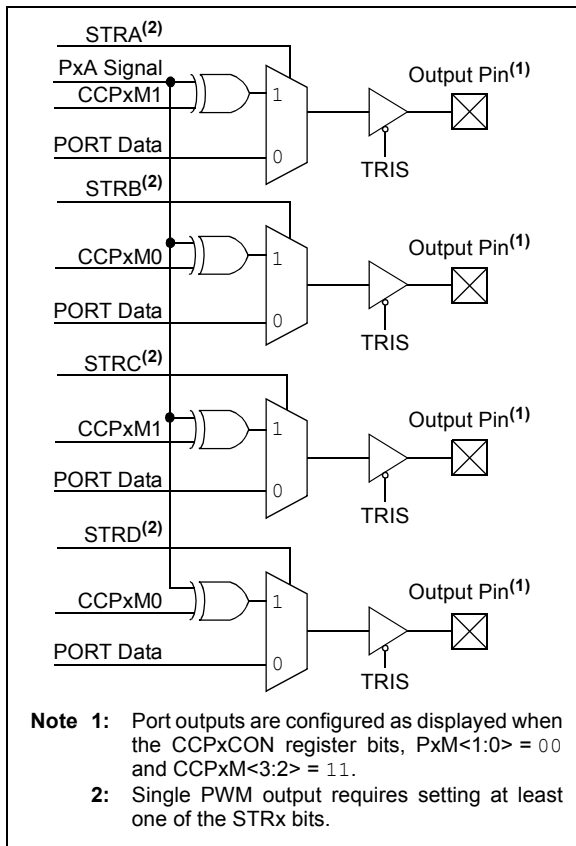 STRA(2)
PxA Signal
Output Pin(1)
CCPxM1
1
PORT Data
0
TRIS
STRB(2)
Output Pin(1)
CCPxM0
1
PORT Data
0
TRIS
STRC(2)
Output Pin(1)
CCPxM1
1
PORT Data
0
TRIS
STRD(2)
Output Pin(1)
CCPxM0
1
PORT Data
0
TRIS
Note 1: Port outputs are configured as displayed when
the CCPxCON register bits, PxM<1:0> = 00
and CCPxM<3:2> = 11.
2: Single PWM output requires setting at least
one of the STRx bits.